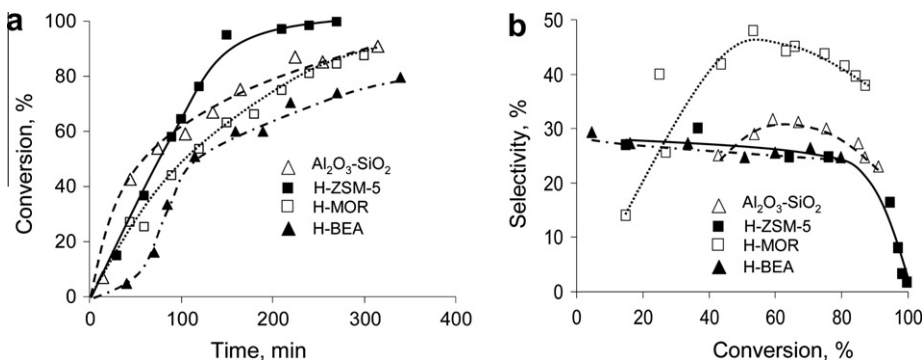 a
Conversion, %
100
80
60
40
20
0
Al₂O₃-SiO₂
H-ZSM-5
H-MOR
H-BEA
0 100 200 300 400
Time, min
b
Selectivity, %
50
40
30
20
10
0
Al₂O₃-SiO₂
H-ZSM-5
H-MOR
H-BEA
0 20 40 60 80 100
Conversion, %